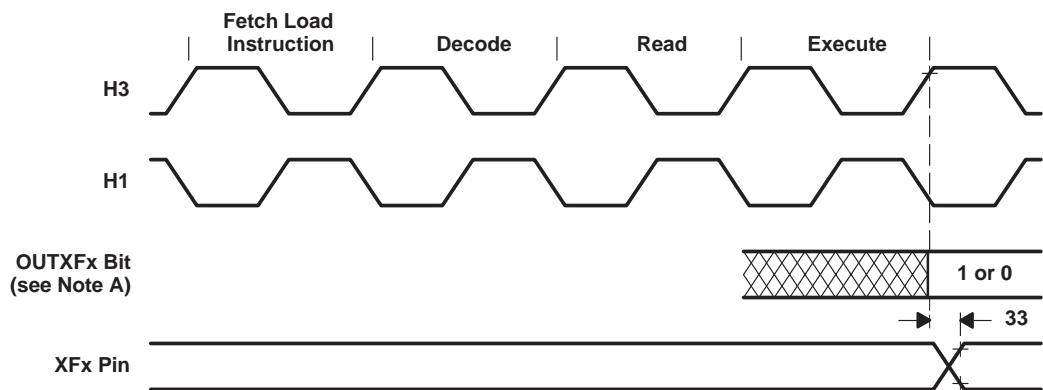 Fetch Load
Instruction
Decode
Read
Execute
H3
H1
OUTXFx Bit
(see Note A)
1 or 0
33
XFx Pin